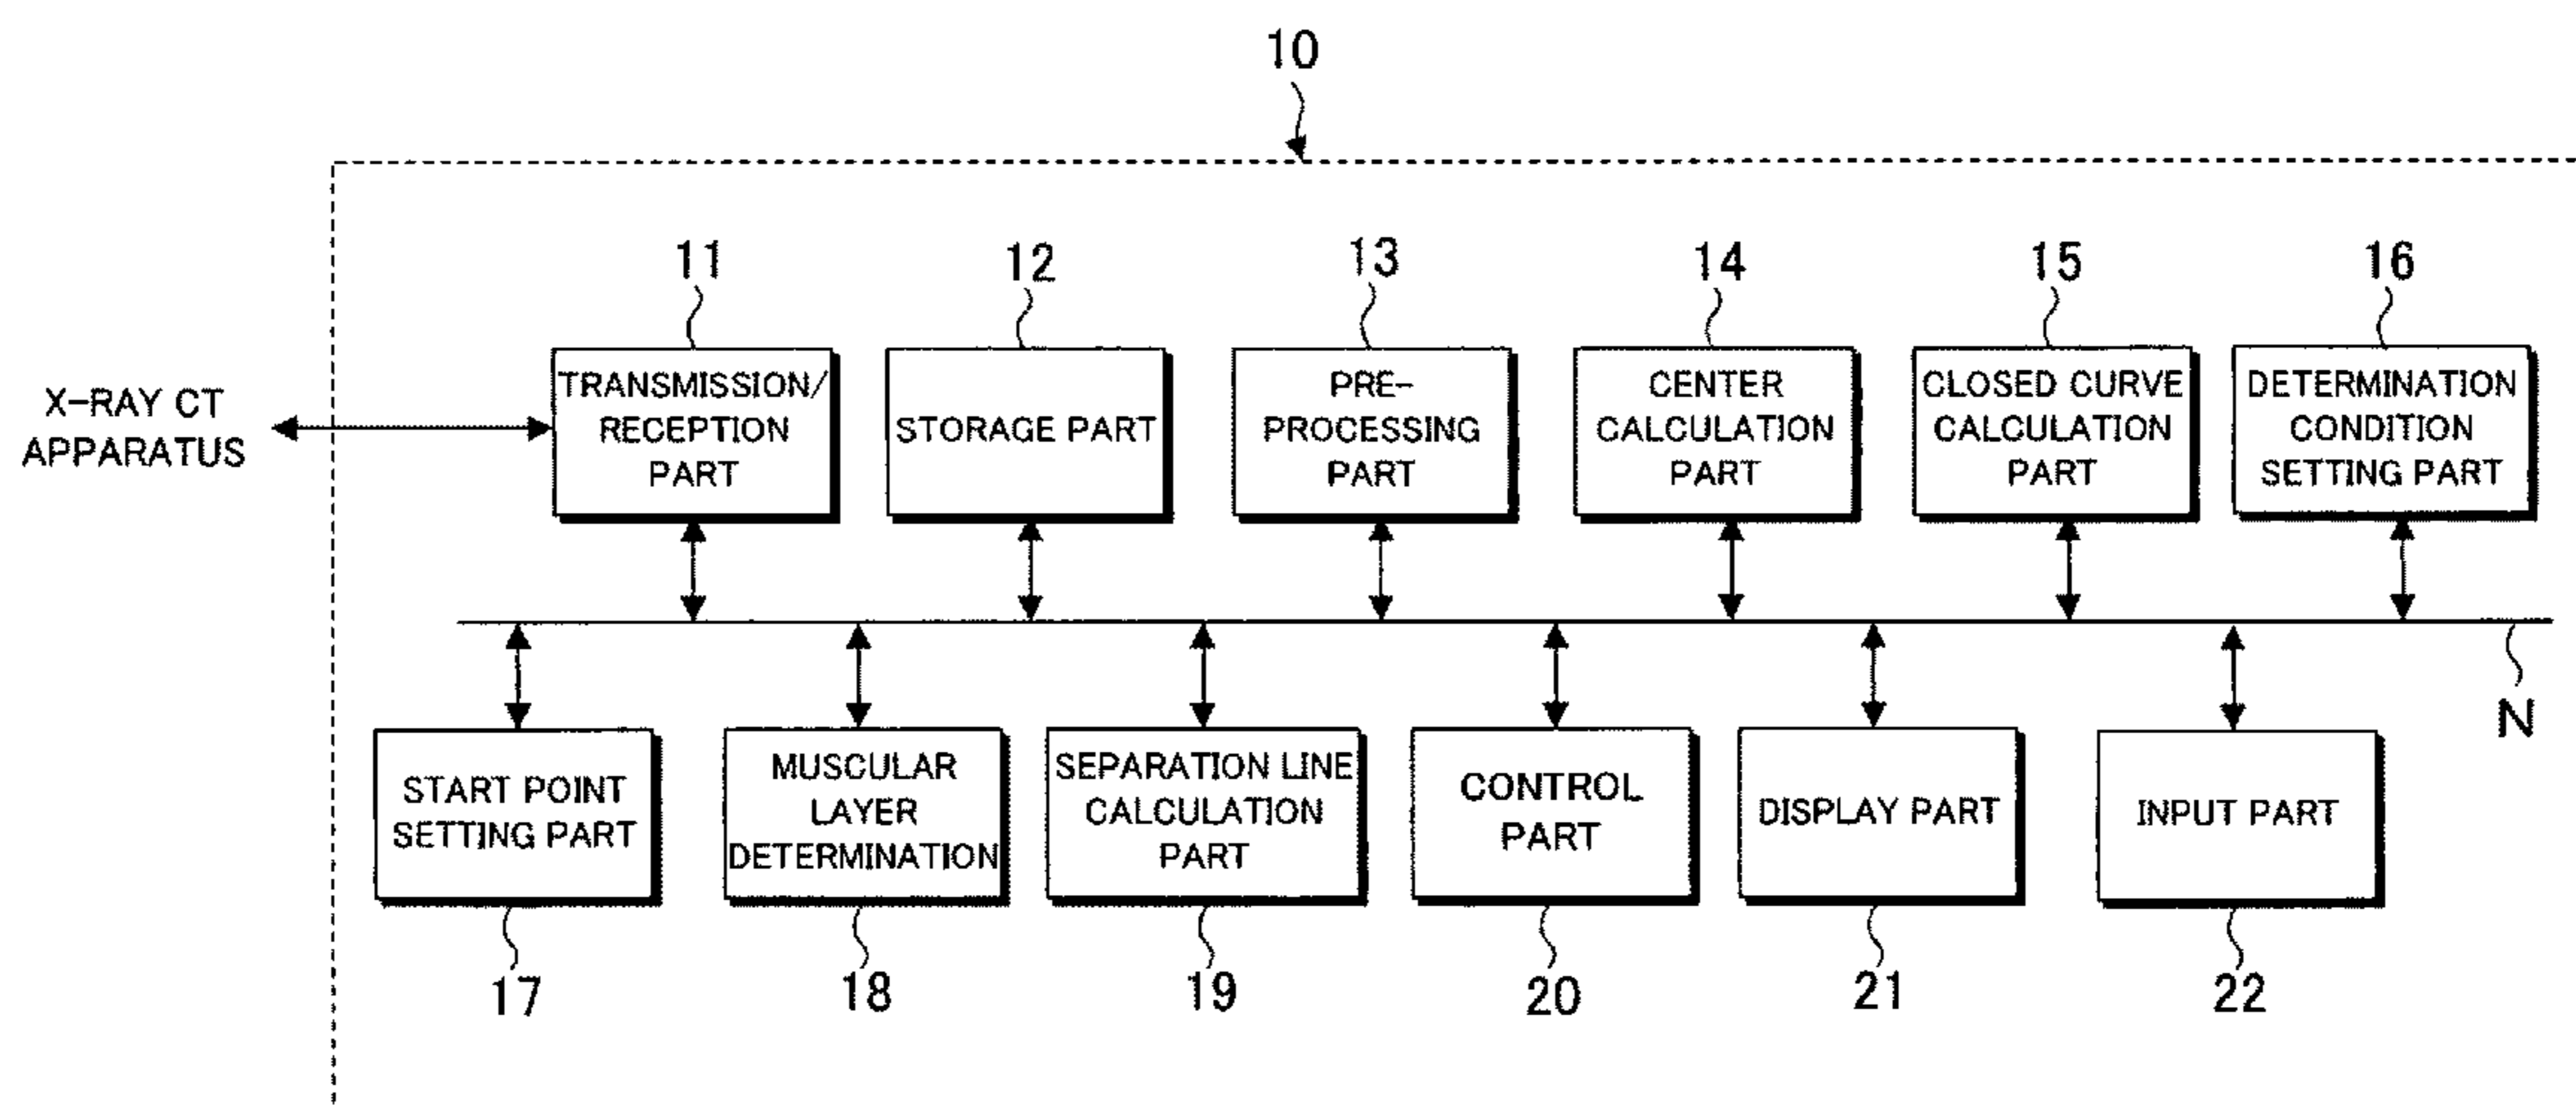 10
11
12
13
14
15
16
X-RAY CT
APPARATUS
TRANSMISSION/
RECEPTION
PART
STORAGE PART
PRE-
PROCESSING
PART
CENTER
CALCULATION
PART
CLOSED CURVE
CALCULATION
PART
DETERMINATION
CONDITION
SETTING PART
N
START POINT
SETTING PART
MUSCULAR
LAYER
DETERMINATION
SEPARATION LINE
CALCULATION
PART
CONTROL
PART
DISPLAY PART
INPUT PART
17
18
19
20
21
22